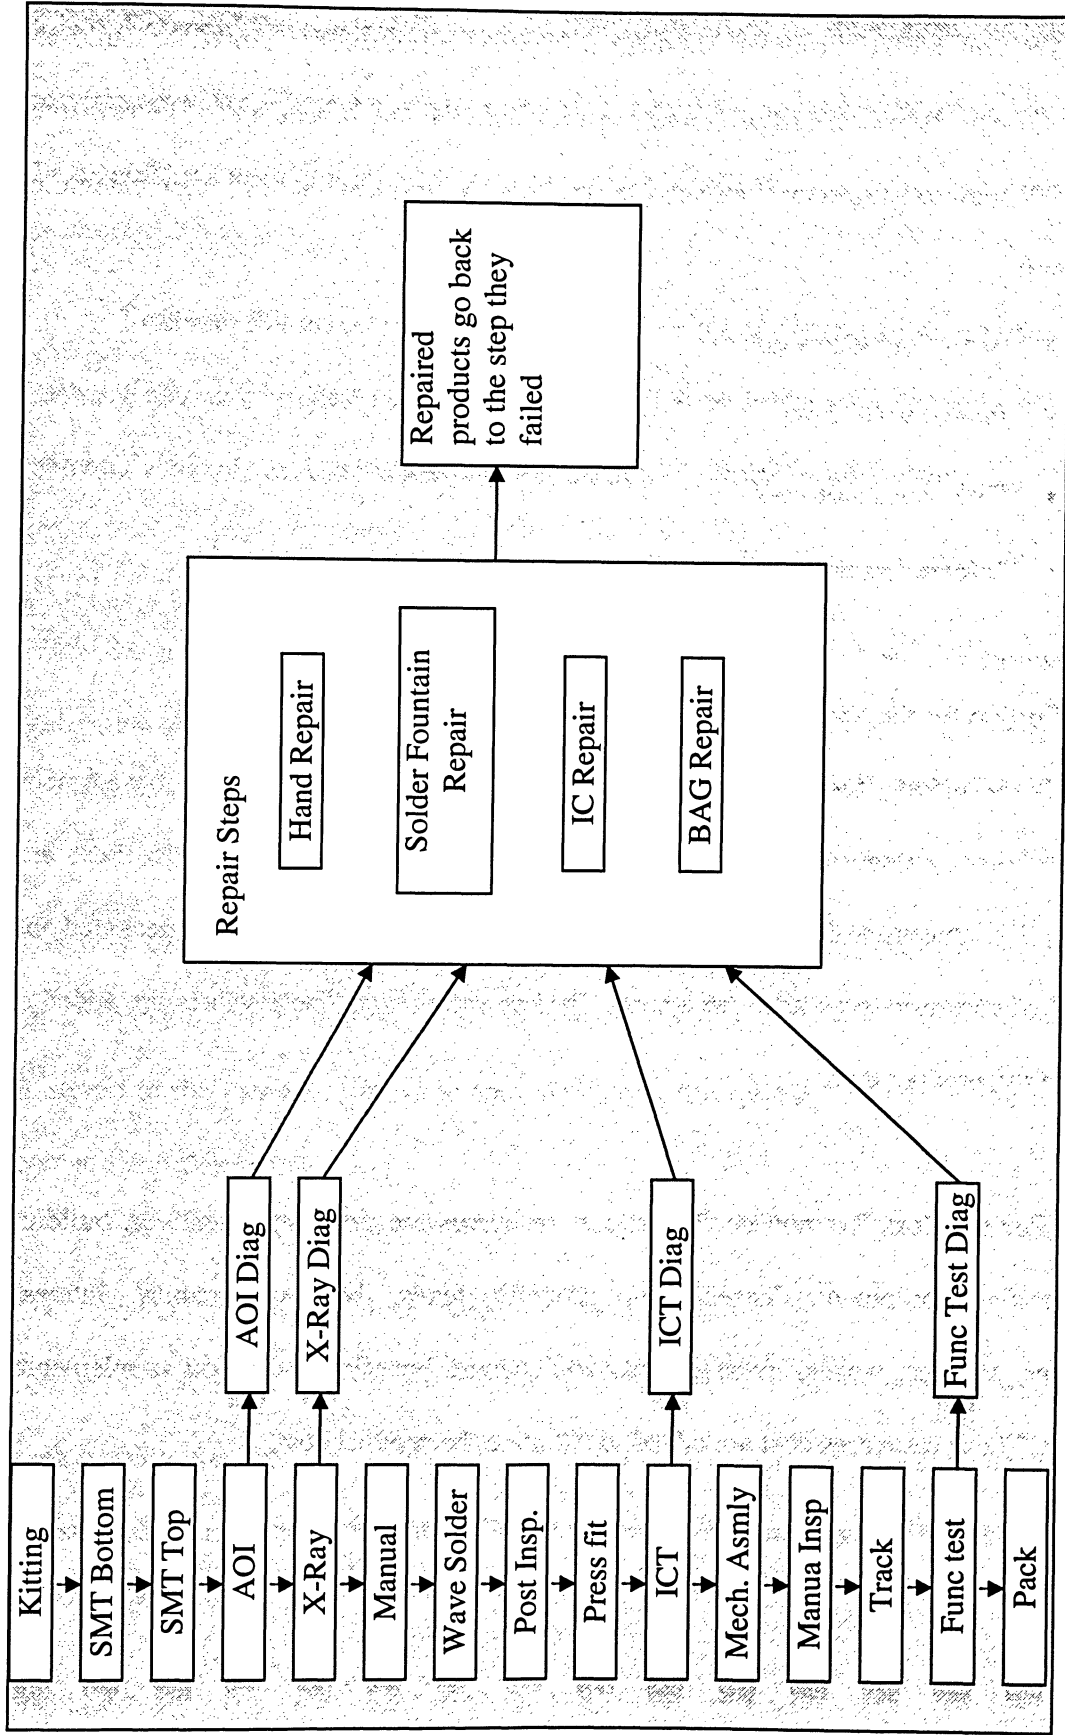 Kitting
SMT Bottom
SMT Top
AOI
X-Ray
Manual
Wave Solder
Post Insp.
Press fit
ICT
Mech. Asmly
Manua Insp
Track
Func test
Pack
AOI Diag
X-Ray Diag
ICT Diag
Func Test Diag
Repair Steps
Hand Repair
Solder Fountain
Repair
IC Repair
BAG Repair
Repaired
products go back
to the step they
failed